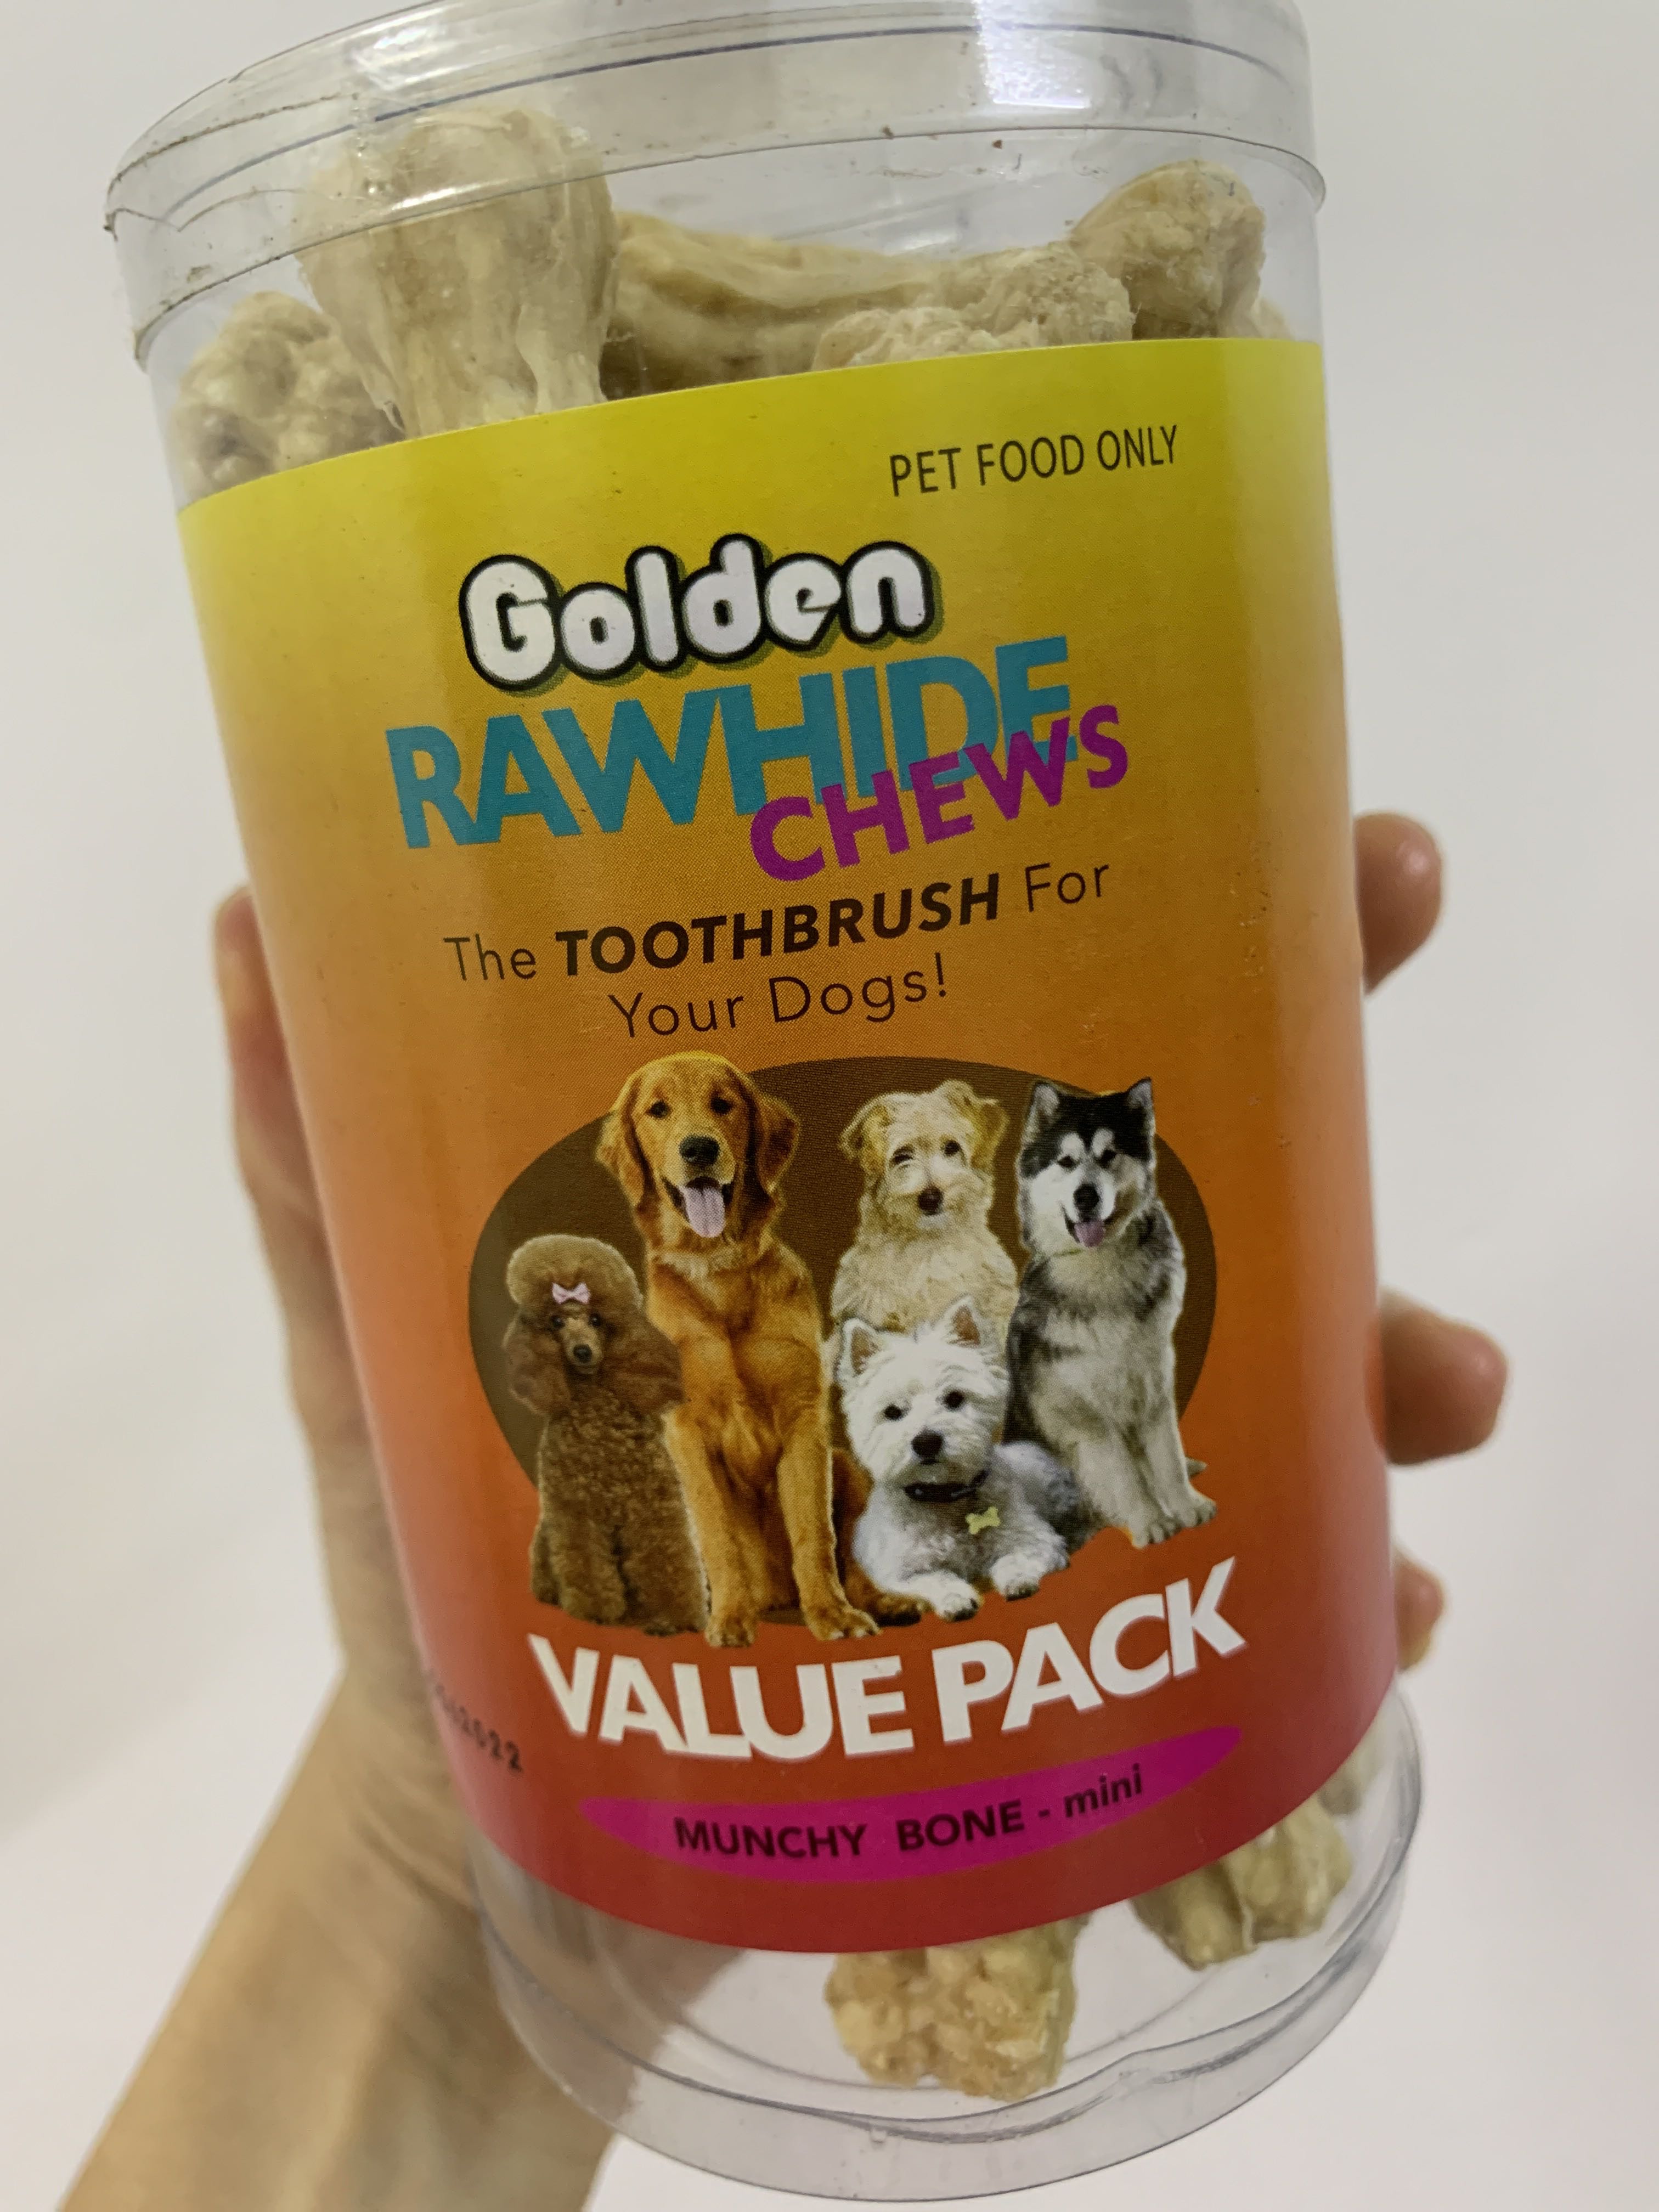 PET FOOD ONLY
Golden
RAWHIDE
CHEWS
The TOOTHBRUSH For
Your Dogs!
VALUE PACK
MUNCHY BONE - mini